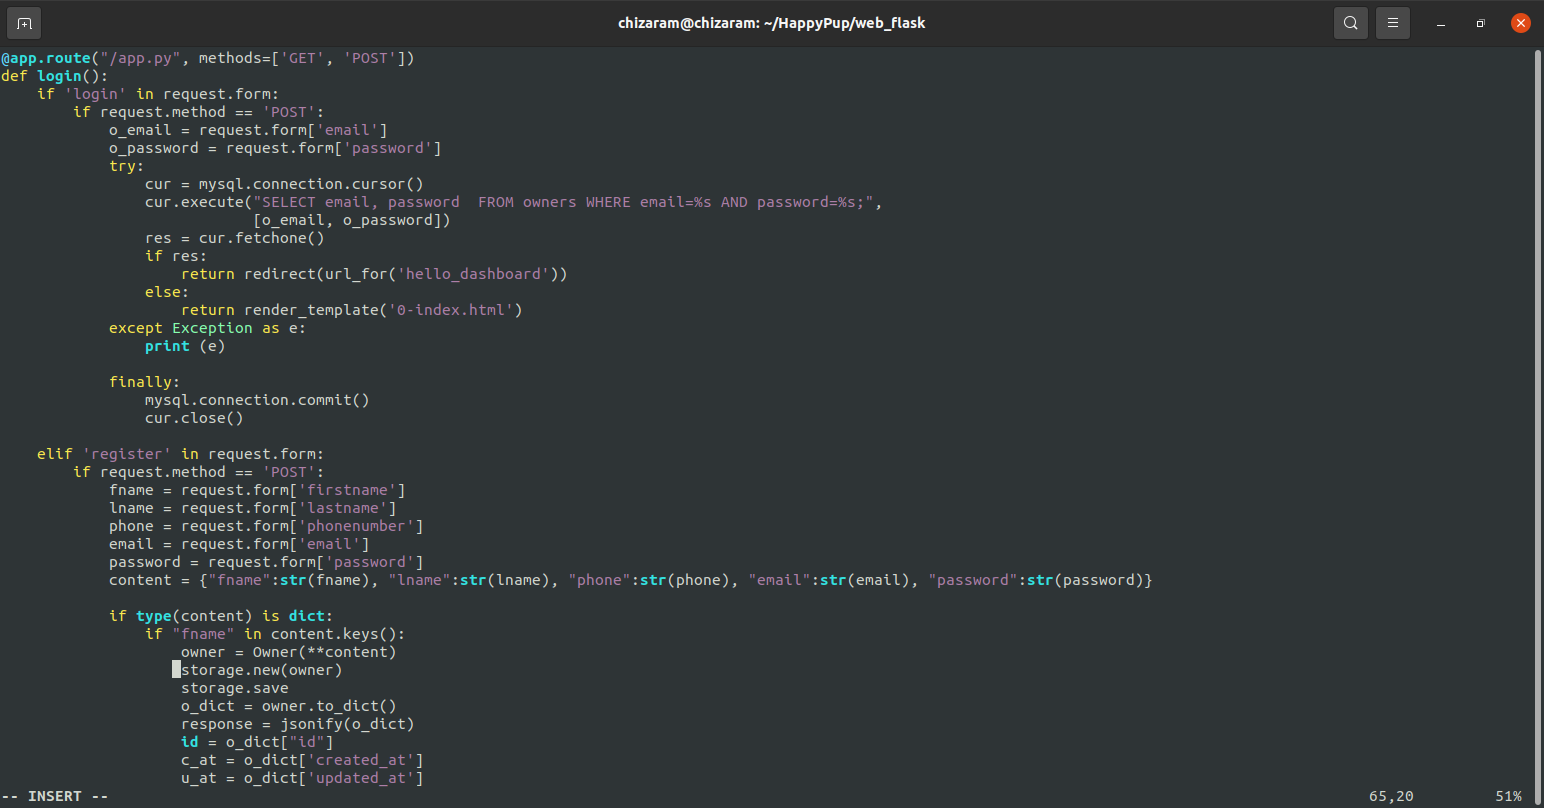 chizaram@chizaram: ~/HappyPup/web_flask
@app.route("/app.py", methods=['GET', 'POST'])
def login():
    if 'login' in request.form:
        if request.method == 'POST':
            o_email = request.form['email']
            o_password = request.form['password']
            try:
                cur = mysql.connection.cursor()
                cur.execute("SELECT email, password  FROM owners WHERE email=%s AND password=%s;",
                            [o_email, o_password])
                res = cur.fetchone()
                if res:
                    return redirect(url_for('hello_dashboard'))
                else:
                    return render_template('0-index.html')
            except Exception as e:
                print (e)

            finally:
                mysql.connection.commit()
                cur.close()

    elif 'register' in request.form:
        if request.method == 'POST':
            fname = request.form['firstname']
            lname = request.form['lastname']
            phone = request.form['phonenumber']
            email = request.form['email']
            password = request.form['password']
            content = {"fname":str(fname), "lname":str(lname), "phone":str(phone), "email":str(email), "password":str(password)}

            if type(content) is dict:
                if "fname" in content.keys():
                    owner = Owner(**content)
                    storage.new(owner)
                    storage.save
                    o_dict = owner.to_dict()
                    response = jsonify(o_dict)
                    id = o_dict["id"]
                    c_at = o_dict['created_at']
                    u_at = o_dict['updated_at']
-- INSERT -- 65,20 51%